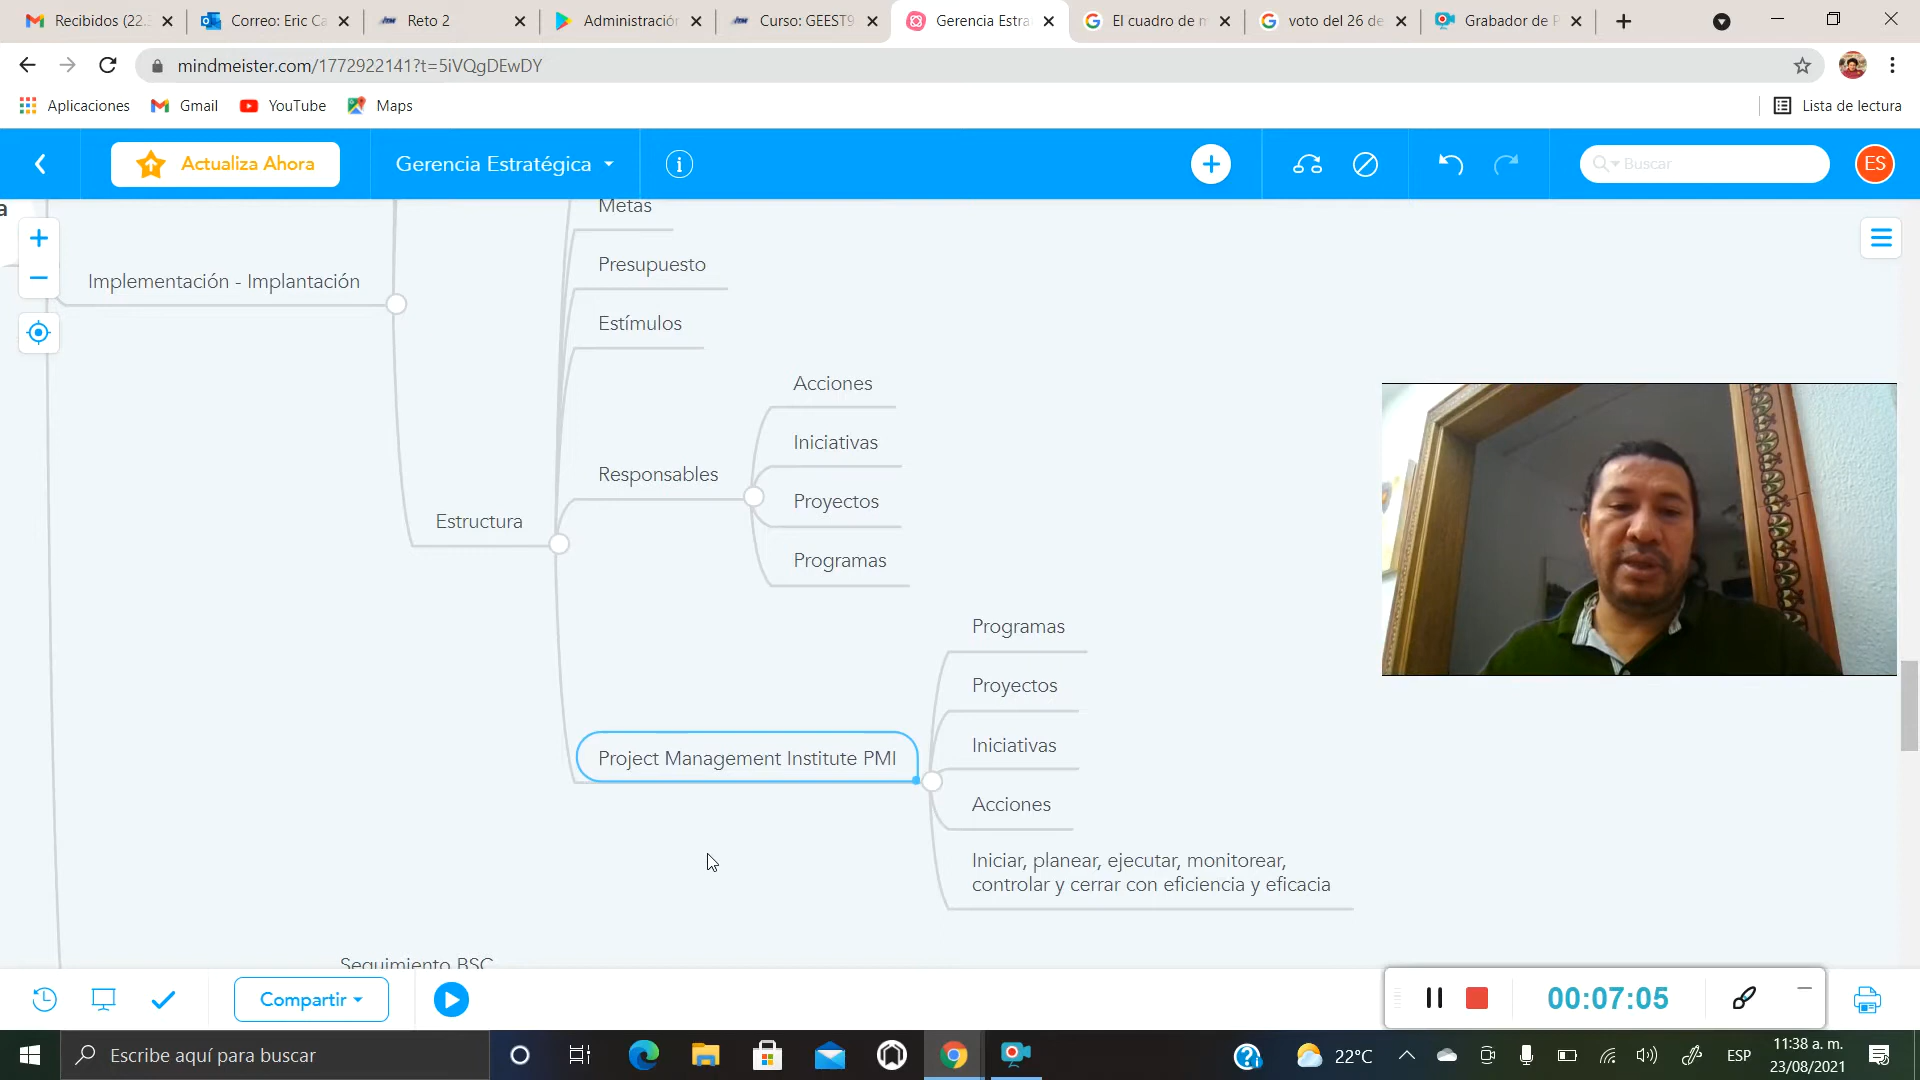 Recibidos (22.
Correo: Eric Ca
Reto 2
Administración
Curso: GEEST9
Gerencia Estra
El cuadro de m
voto del 26 de
Grabador de P
mindmeister.com/1772922141?t=5iVQgDEwDY
Aplicaciones
Gmail
YouTube
Maps
Lista de lectura
Actualiza Ahora
Gerencia Estratégica
Buscar
ES
a
Metas
Presupuesto
Implementación - Implantación
Estímulos
Acciones
Iniciativas
Responsables
Proyectos
Estructura
Programas
Programas
Proyectos
Iniciativas
Project Management Institute PMI
Acciones
Iniciar, planear, ejecutar, monitorear,
controlar y cerrar con eficiencia y eficacia
Seguimiento BSC
Compartir
00:07:05
Escribe aquí para buscar
22°C
ESP
11:38 a. m.
23/08/2021